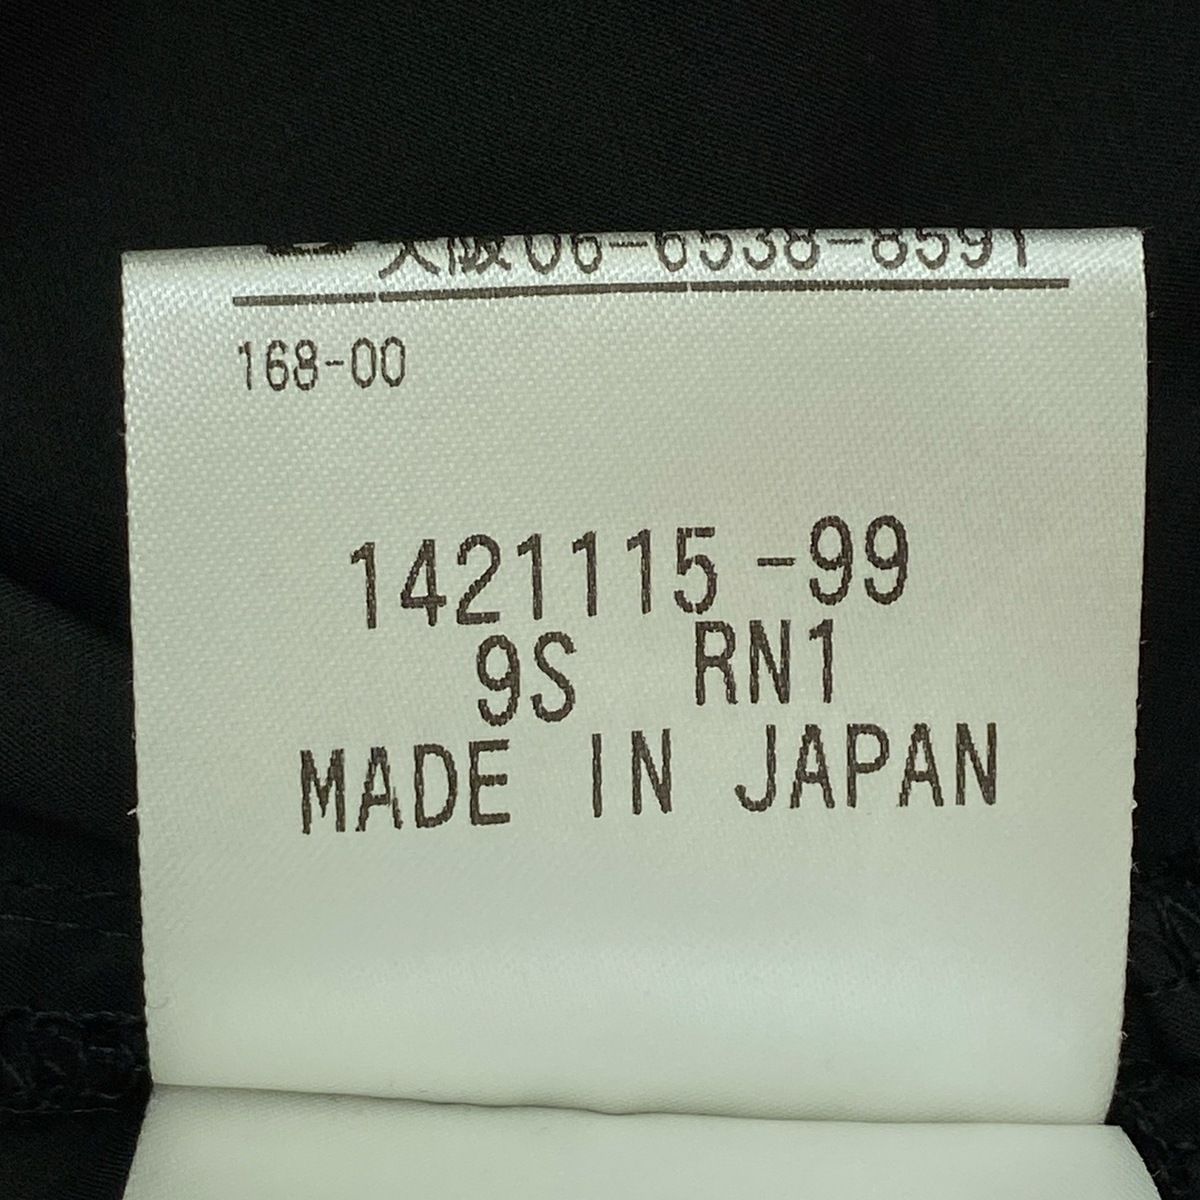 大阪06-6538-8591
168-00
1421115-99
9S RN1
MADE IN JAPAN